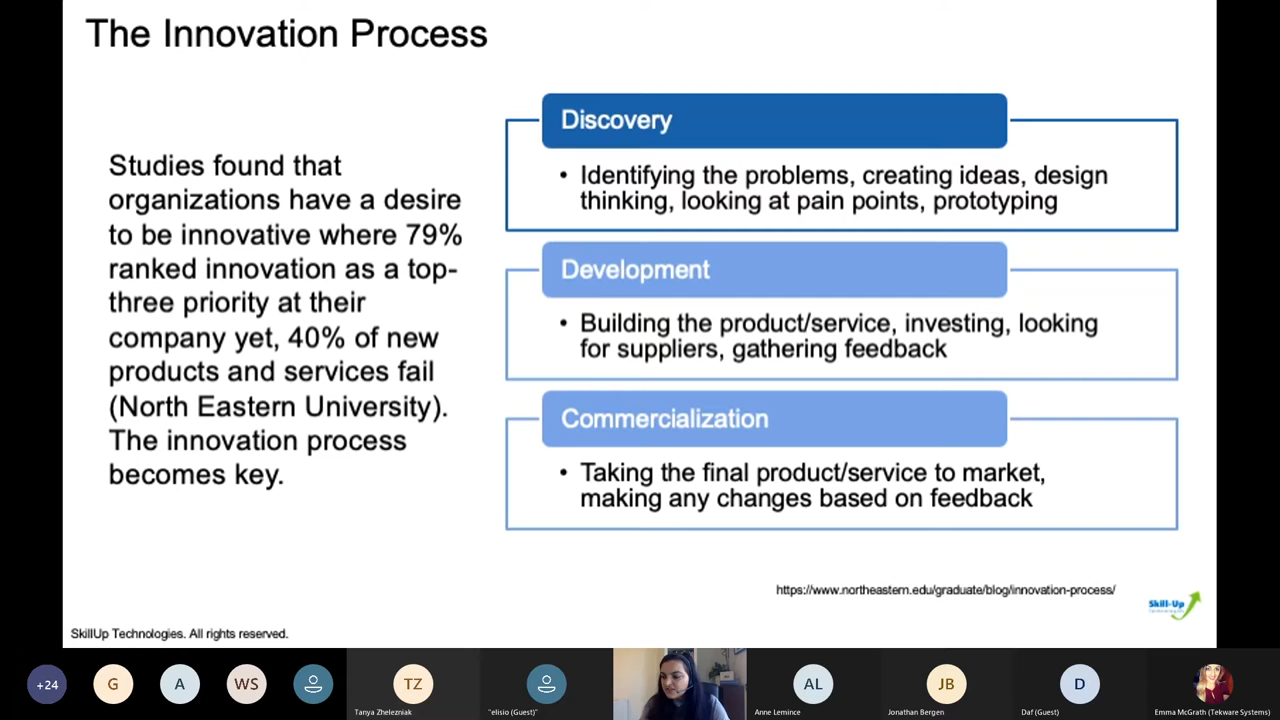 The Innovation Process
Studies found that
organizations have a desire
to be innovative where 79%
ranked innovation as a top-
three priority at their
company yet, 40% of new
products and services fail
(North Eastern University).
The innovation process
becomes key.
Discovery
• Identifying the problems, creating ideas, design
thinking, looking at pain points, prototyping
Development
• Building the product/service, investing, looking
for suppliers, gathering feedback
Commercialization
• Taking the final product/service to market,
making any changes based on feedback
https://www.northeastern.edu/graduate/blog/innovation-process/
Skill-Up
SkillUp Technologies. All rights reserved.
+24
G
A
WS
TZ
AL
JB
D
Tanya Zhelezniak
"elisio (Guest)"
Anne Lemince
Jonathan Bergen
Daf (Guest)
Emma McGrath (Tekware Systems)